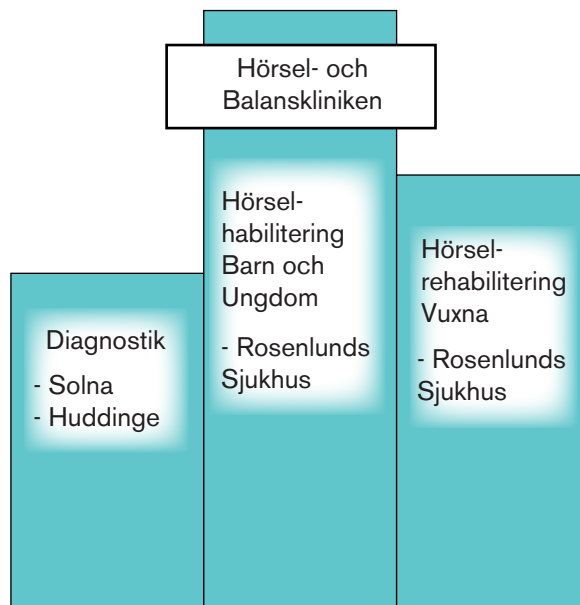 Hörsel- och
Balanskliniken
Diagnostik
- Solna
- Huddinge
Hörsel-
habilitering
Barn och
Ungdom
- Rosenlunds
Sjukhus
Hörsel-
rehabilitering
Vuxna
- Rosenlunds
Sjukhus